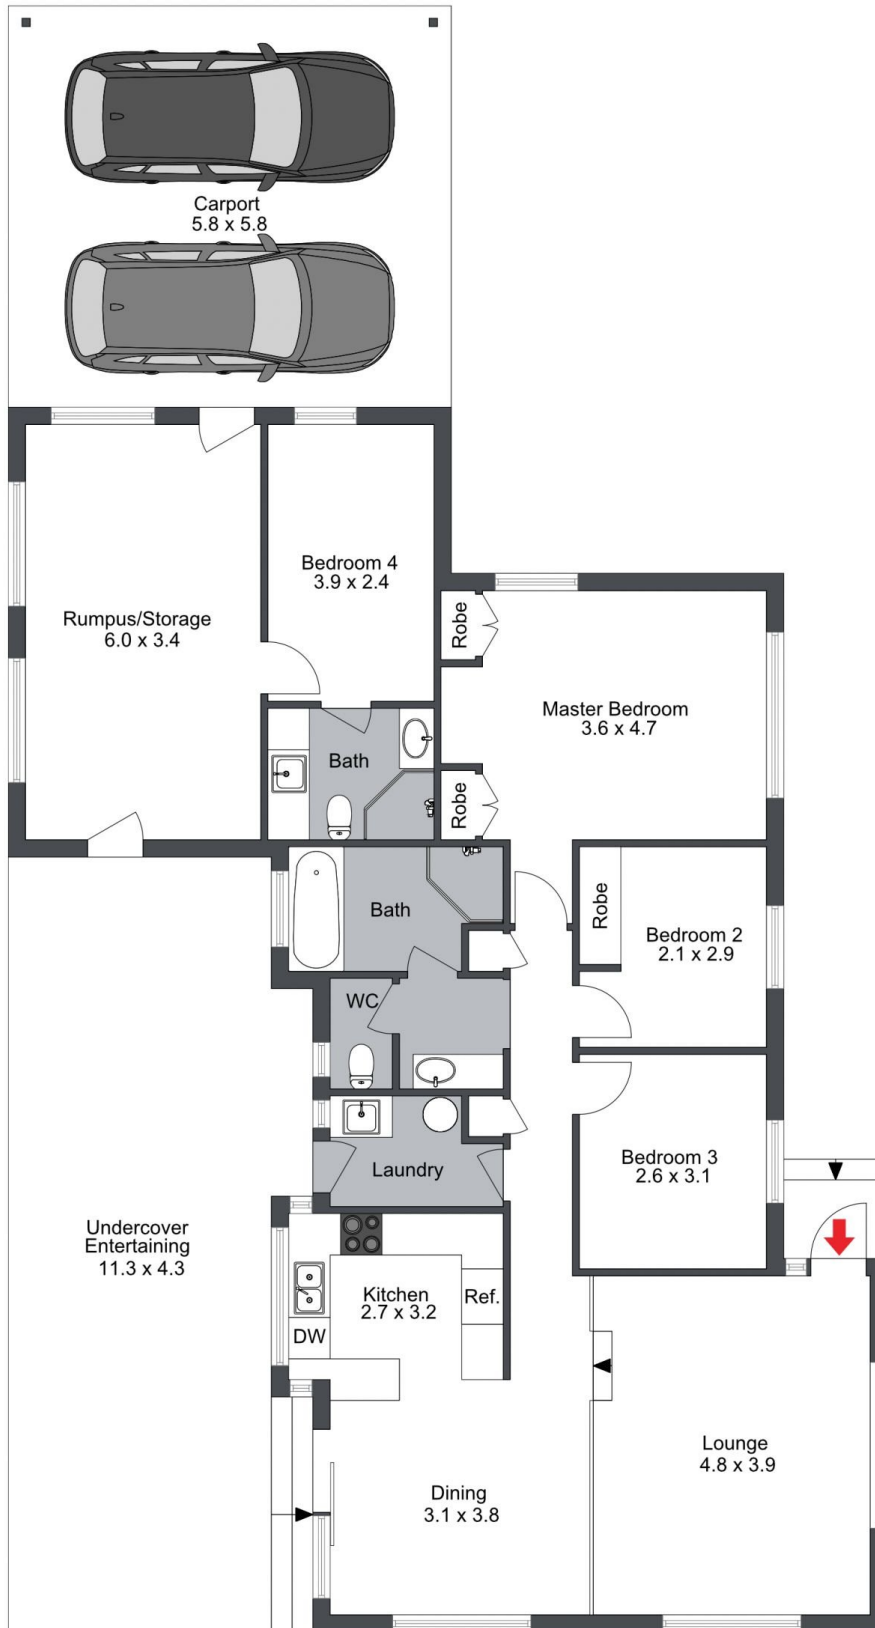 Carport
5.8 x 5.8
Bedroom 4
3.9 x 2.4
Rumpus/Storage
6.0 x 3.4
Robe
Master Bedroom
3.6 x 4.7
Bath
Robe
Bath
Robe
Bedroom 2
2.1 x 2.9
WC
Bedroom 3
2.6 x 3.1
Laundry
Undercover
Entertaining
11.3 x 4.3
Kitchen
2.7 x 3.2
Ref.
DW
Lounge
4.8 x 3.9
Dining
3.1 x 3.8